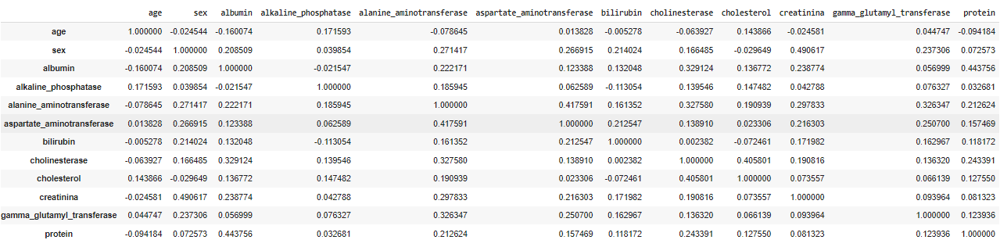 age sex albumin alkaline_phosphatase alanine_aminotransferase aspartate_aminotransferase bilirubin cholinesterase cholesterol creatinina gamma_glutamyl_transferase protein
age 1.000000 -0.024544 -0.160074 0.171593 -0.078645 0.013828 -0.005278 -0.063927 0.143866 -0.024581 0.044747 -0.094184
sex -0.024544 1.000000 0.208509 0.039854 0.271417 0.266915 0.214024 0.166485 -0.029649 0.490617 0.237306 0.072573
albumin -0.160074 0.208509 1.000000 -0.021547 0.222171 0.123388 0.132048 0.329124 0.136772 0.238774 0.056999 0.443756
alkaline_phosphatase 0.171593 0.039854 -0.021547 1.000000 0.185945 0.062589 -0.113054 0.139546 0.147482 0.042788 0.076327 0.032681
alanine_aminotransferase -0.078645 0.271417 0.222171 0.185945 1.000000 0.417591 0.161352 0.327580 0.190939 0.297833 0.326347 0.212624
aspartate_aminotransferase 0.013828 0.266915 0.123388 0.062589 0.417591 1.000000 0.212547 0.138910 0.023306 0.216303 0.250700 0.157469
bilirubin -0.005278 0.214024 0.132048 -0.113054 0.161352 0.212547 1.000000 0.002382 -0.072461 0.171982 0.162967 0.118172
cholinesterase -0.063927 0.166485 0.329124 0.139546 0.327580 0.138910 0.002382 1.000000 0.405801 0.190816 0.136320 0.243391
cholesterol 0.143866 -0.029649 0.136772 0.147482 0.190939 0.023306 -0.072461 0.405801 1.000000 0.073557 0.066139 0.127550
creatinina -0.024581 0.490617 0.238774 0.042788 0.297833 0.216303 0.171982 0.190816 0.073557 1.000000 0.093964 0.081323
gamma_glutamyl_transferase 0.044747 0.237306 0.056999 0.076327 0.326347 0.250700 0.162967 0.136320 0.066139 0.093964 1.000000 0.123936
protein -0.094184 0.072573 0.443756 0.032681 0.212624 0.157469 0.118172 0.243391 0.127550 0.081323 0.123936 1.000000